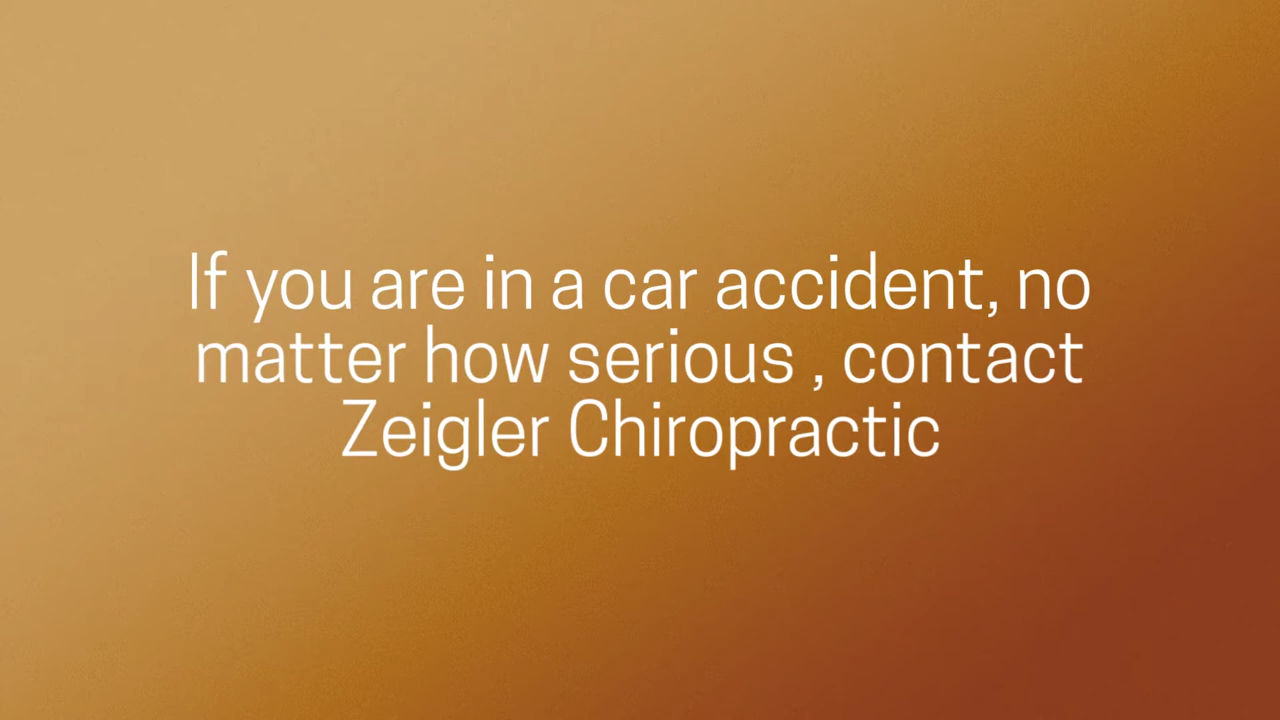 If you are in a car accident, no
matter how serious , contact
Zeigler Chiropractic